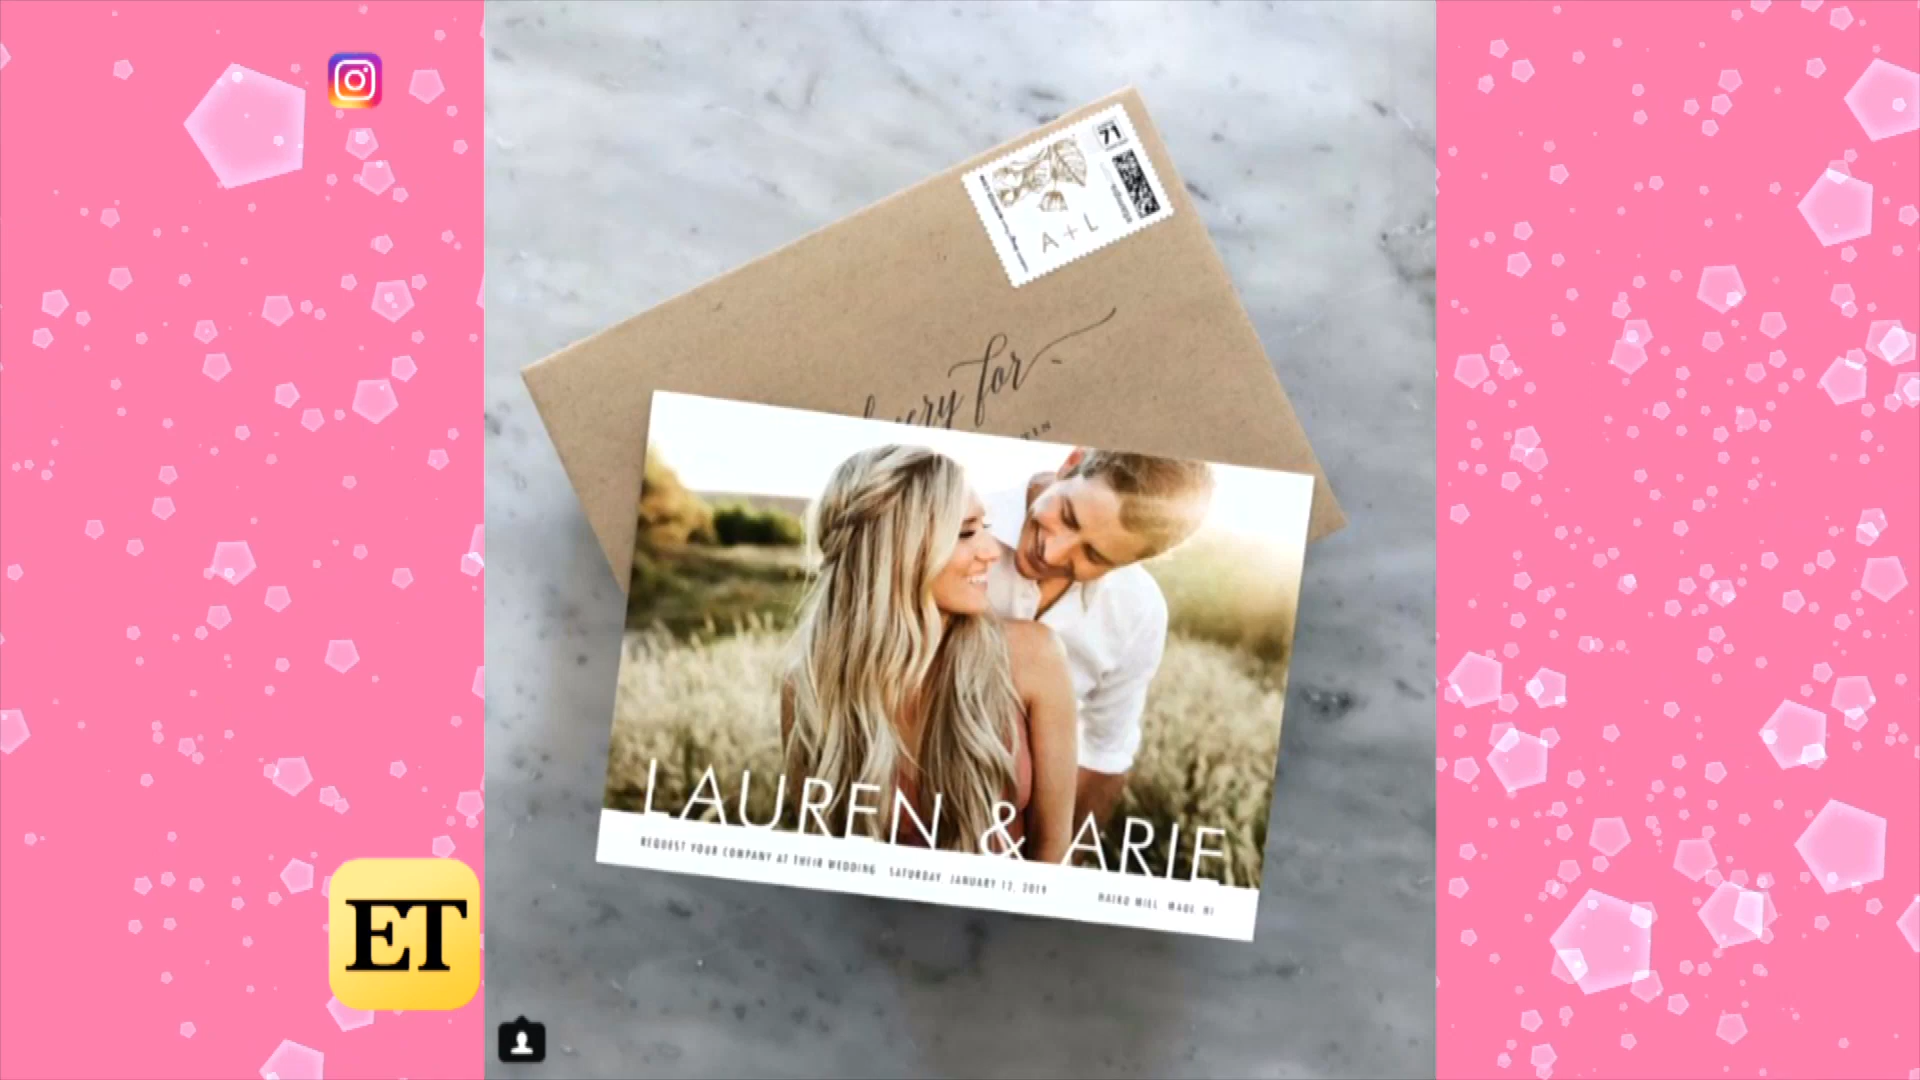 71
A + L
for
LAUREN & ARIE
REQUEST YOUR COMPANY AT THEIR WEDDING SATURDAY JANUARY 12, 2019 HAIKU MILL MAUI, HI
ET